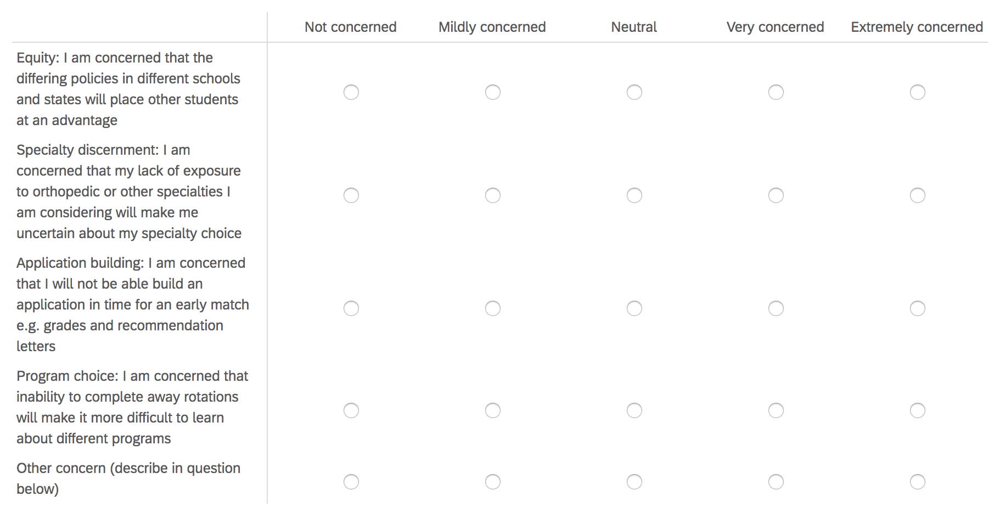 Not concerned Mildly concerned Neutral Very concerned Extremely concerned
Equity: I am concerned that the
differing policies in different schools
and states will place other students
at an advantage
Specialty discernment: I am
concerned that my lack of exposure
to orthopedic or other specialties I
am considering will make me
uncertain about my specialty choice
Application building: I am concerned
that I will not be able build an
application in time for an early match
e.g. grades and recommendation
letters
Program choice: I am concerned that
inability to complete away rotations
will make it more difficult to learn
about different programs
Other concern (describe in question
below)